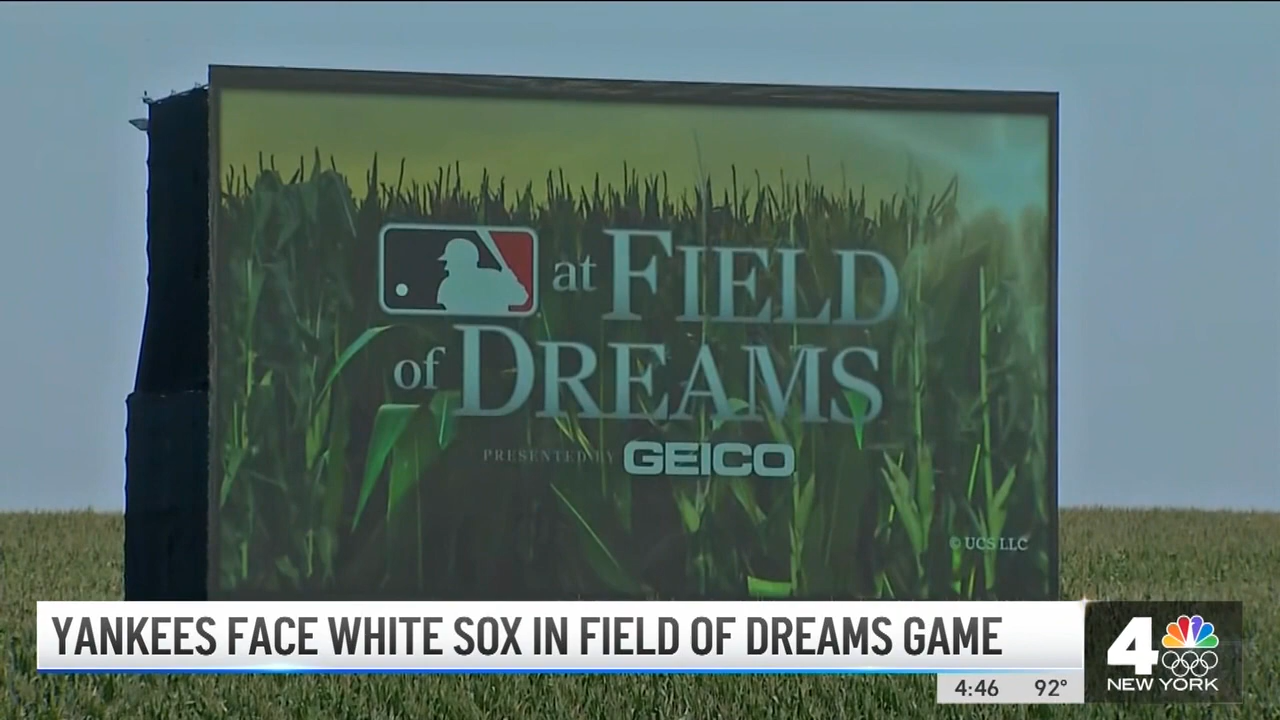 at FIELD
of DREAMS
PRESENTED BY GEICO
© UCS LLC
YANKEES FACE WHITE SOX IN FIELD OF DREAMS GAME
4
NEW YORK
4:46 92°